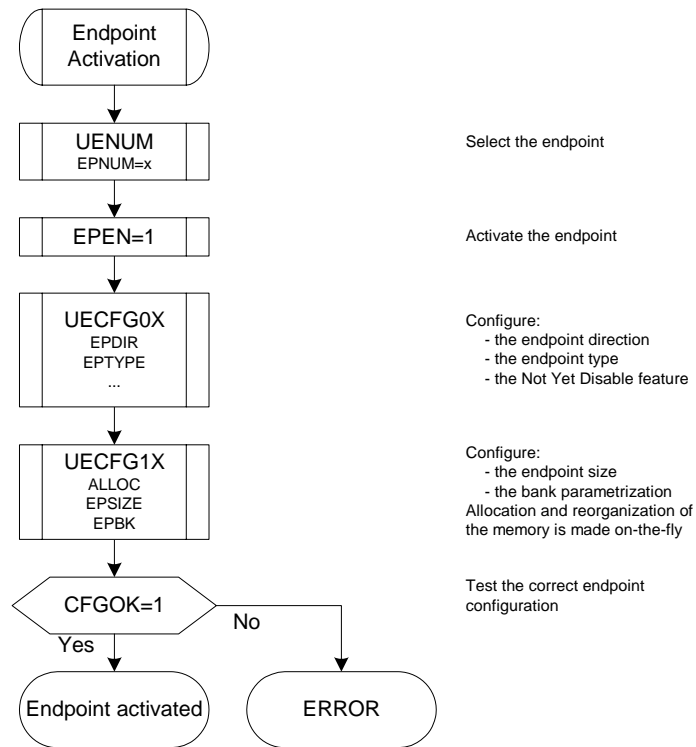 Endpoint
Activation
UENUM
EPNUM=x
Select the endpoint
EPEN=1
Activate the endpoint
UECFG0X
EPDIR
EPTYPE
...
Configure:
- the endpoint direction
- the endpoint type
- the Not Yet Disable feature
UECFG1X
ALLOC
EPSIZE
EPBK
Configure:
- the endpoint size
- the bank parametrization
Allocation and reorganization of
the memory is made on-the-fly
CFGOK=1
Test the correct endpoint
configuration
No
Yes
Endpoint activated
ERROR